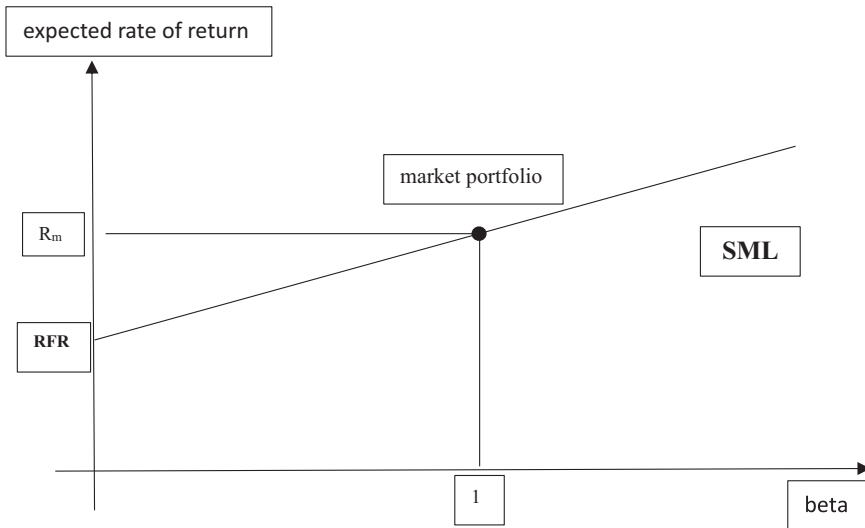 expected rate of return
market portfolio
Rₘ
SML
RFR
1
beta